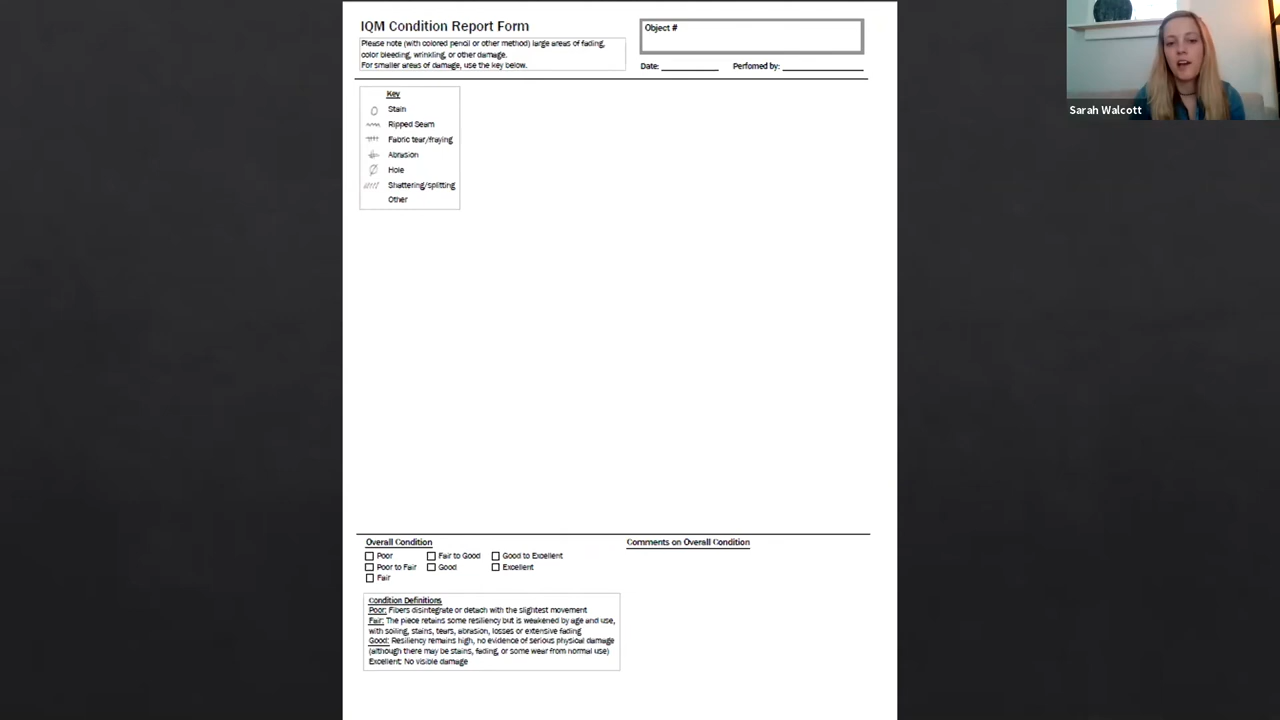 IQM Condition Report Form
Please note (with colored pencil or other method) large areas of fading,
color bleeding, wrinkling, or other damage.
For smaller areas of damage, use the key below.
Object #
Date: Perfomed by:
Key
Stain
Ripped Seam
Fabric tear/fraying
Abrasion
Hole
Shattering/splitting
Other
Overall Condition
Poor Fair to Good Good to Excellent
Poor to Fair Good Excellent
Fair
Comments on Overall Condition
Condition Definitions
Poor: Fibers disintegrate or detach with the slightest movement
Fair: The piece retains some resiliency but is weakened by age and use,
with soiling, stains, tears, abrasion, losses or extensive fading
Good: Resiliency remains high, no evidence of serious physical damage
(although there may be stains, fading, or some wear from normal use)
Excellent: No visible damage
Sarah Walcott